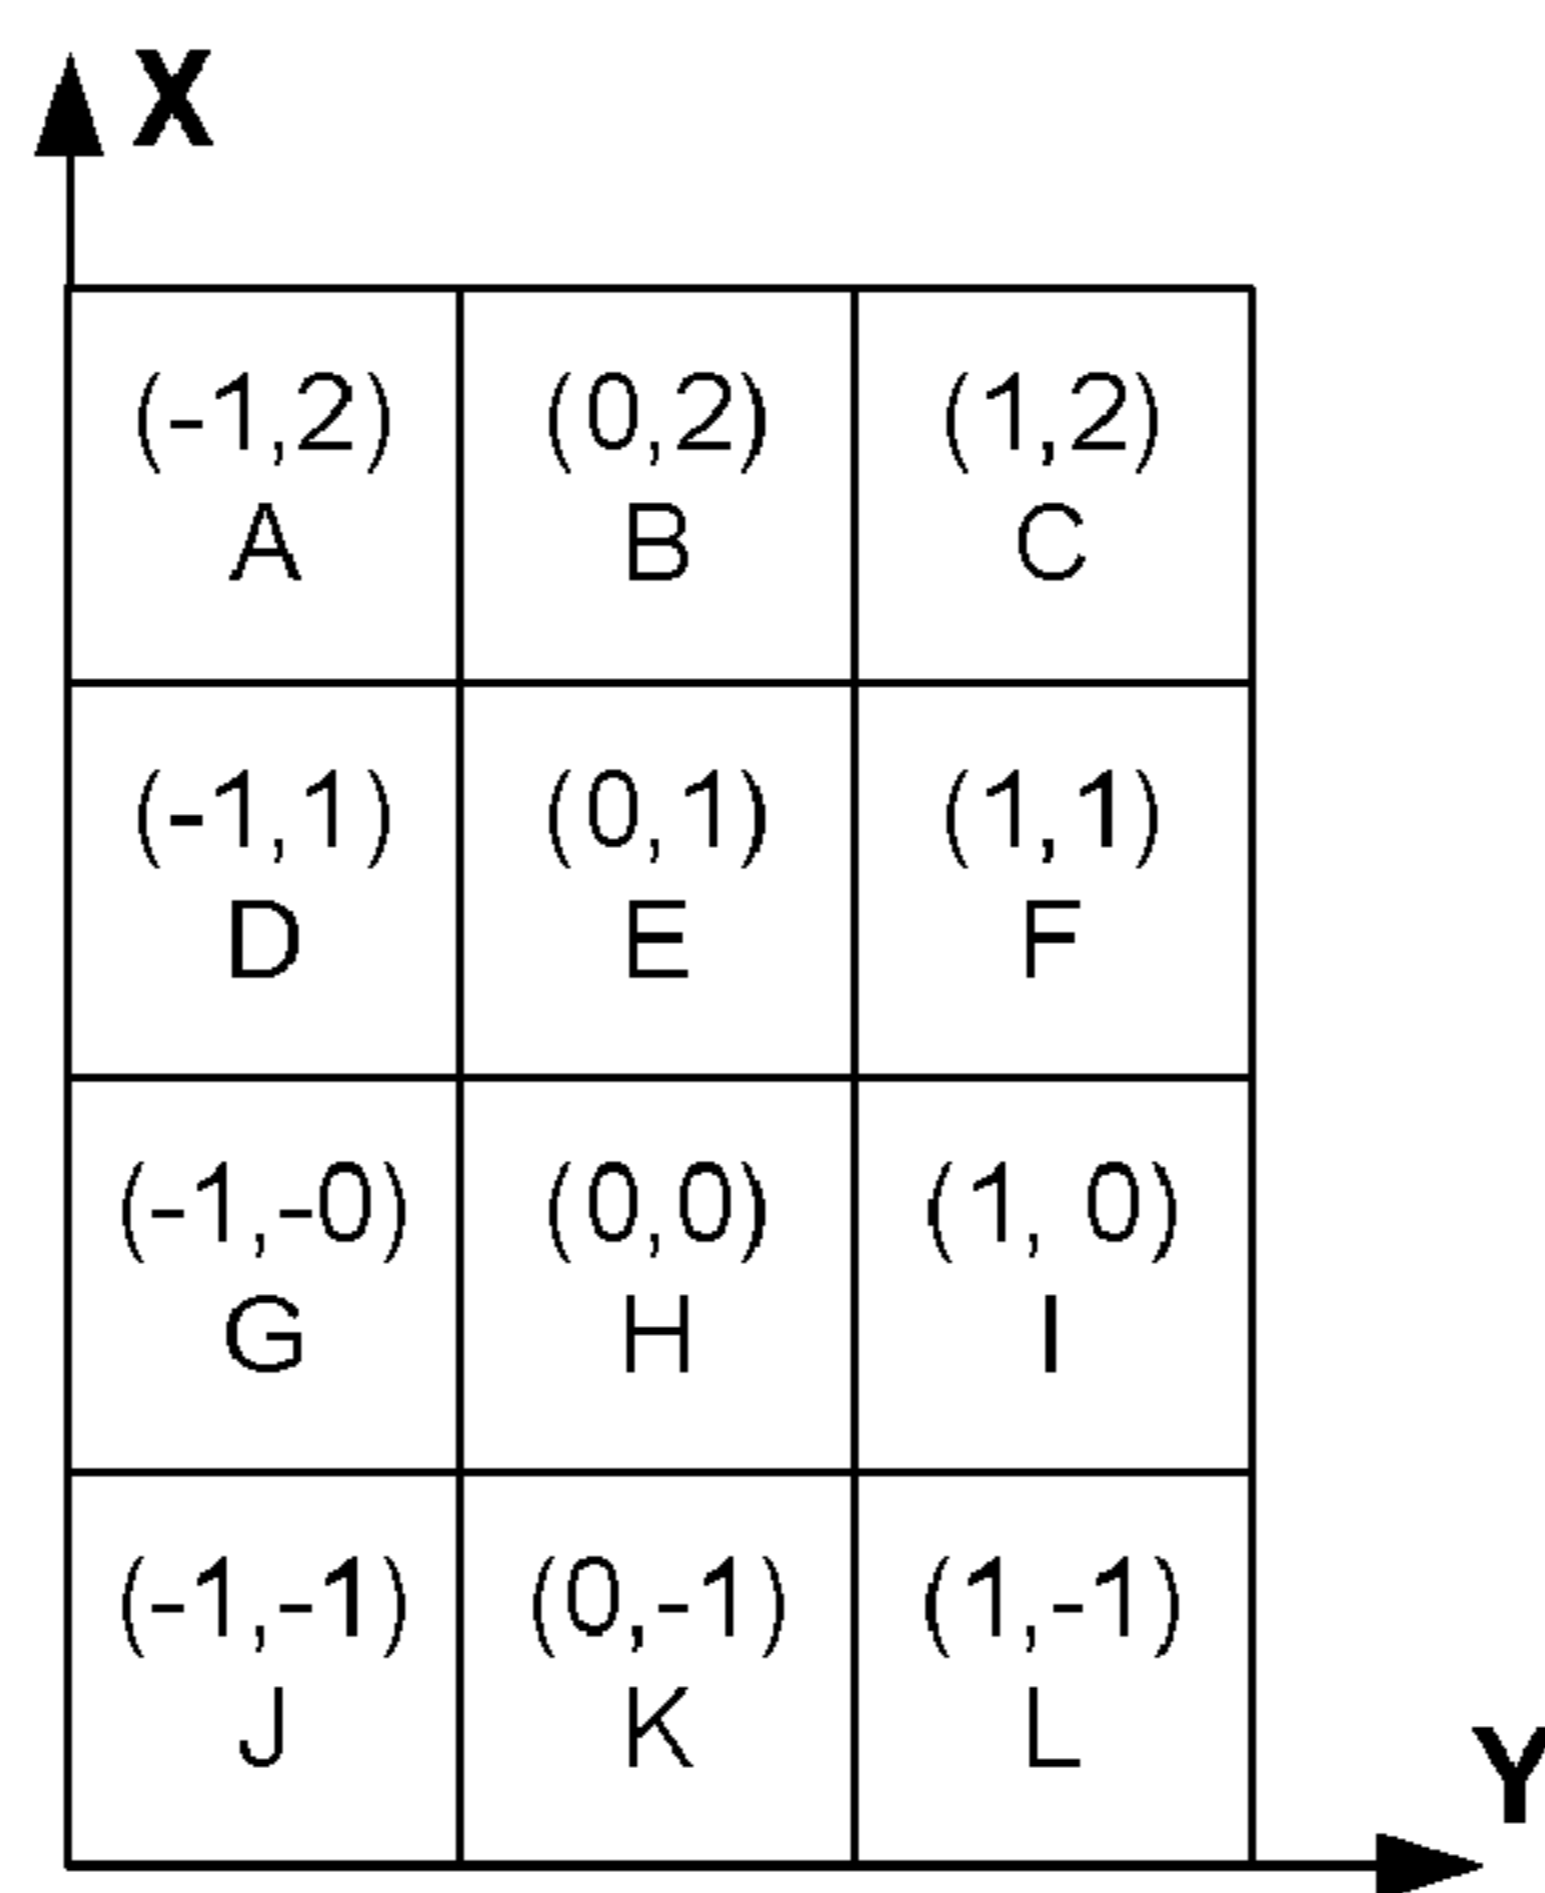 X
(-1,2) (0,2) (1,2)
A B C
(-1,1) (0,1) (1,1)
D E F
(-1,-0) (0,0) (1, 0)
G H I
(-1,-1) (0,-1) (1,-1)
J K L
Y